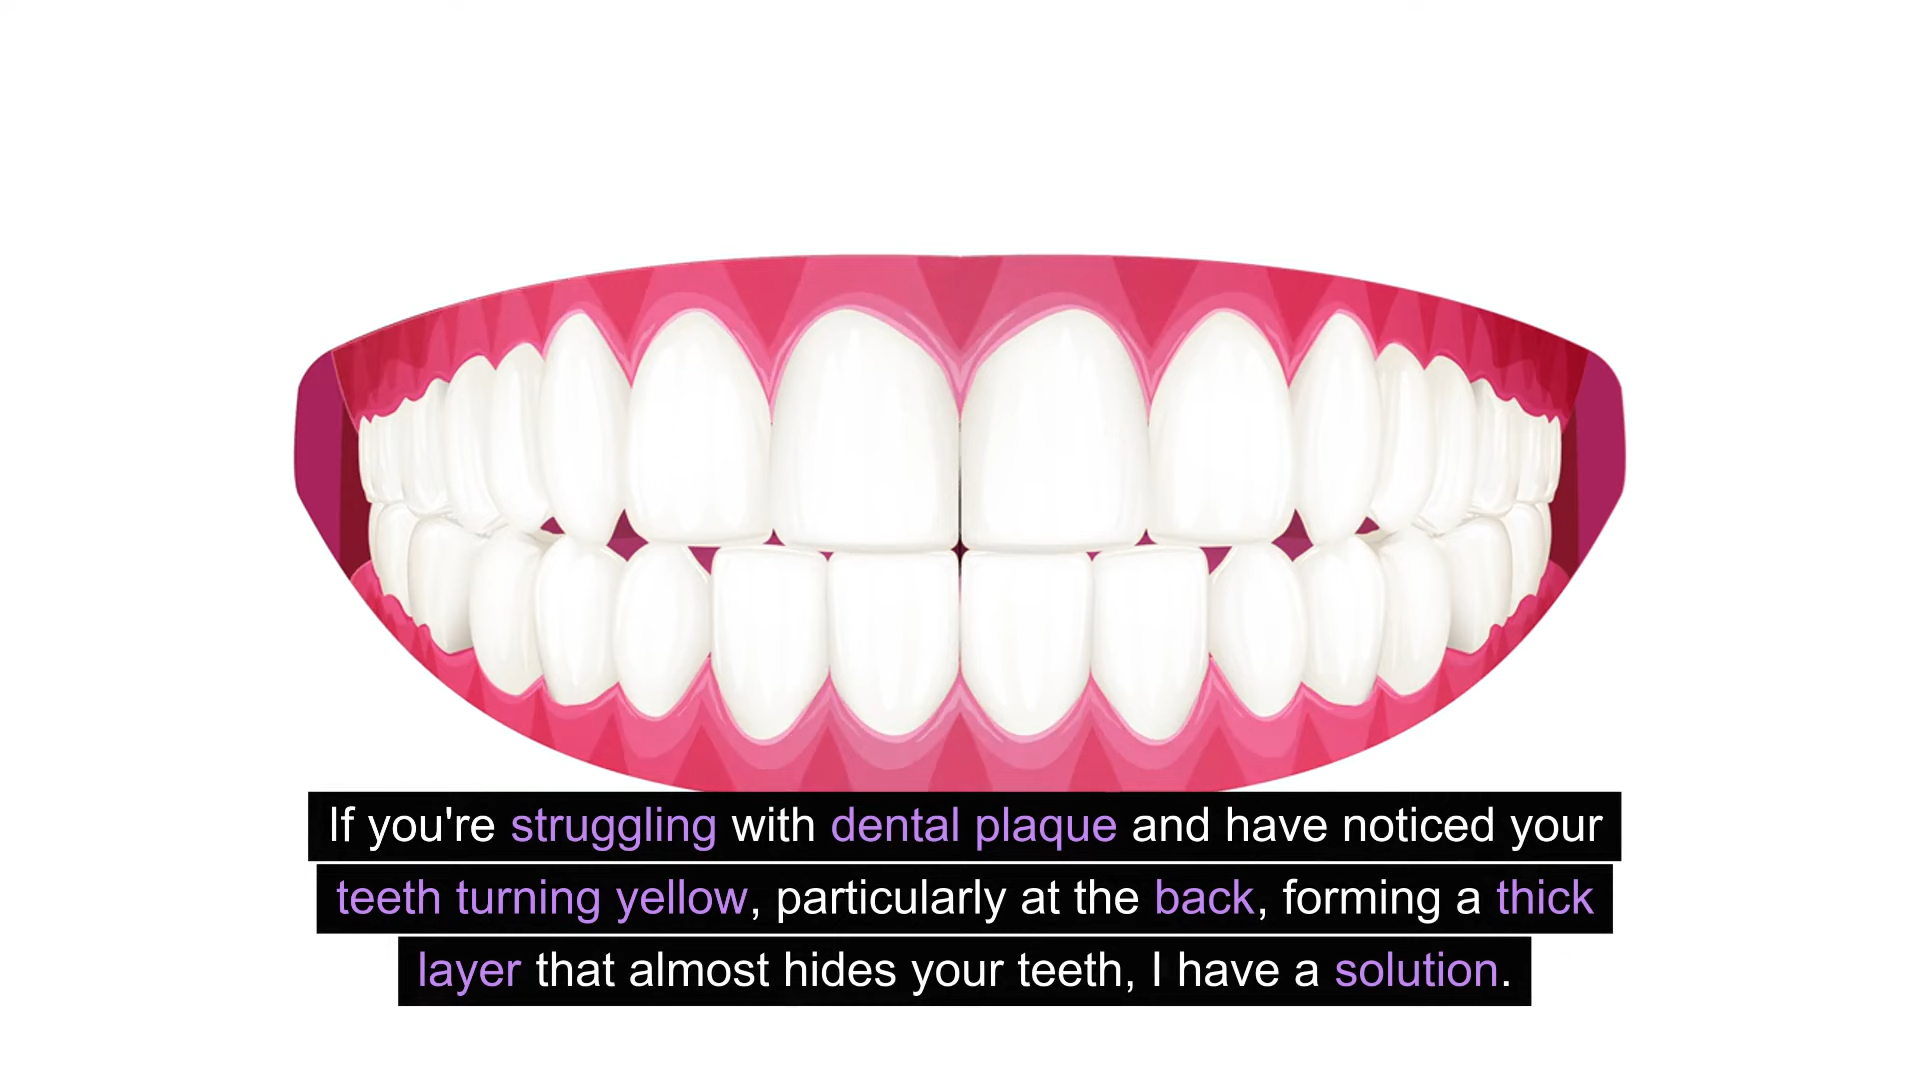 If you're struggling with dental plaque and have noticed your
teeth turning yellow, particularly at the back, forming a thick
layer that almost hides your teeth, I have a solution.